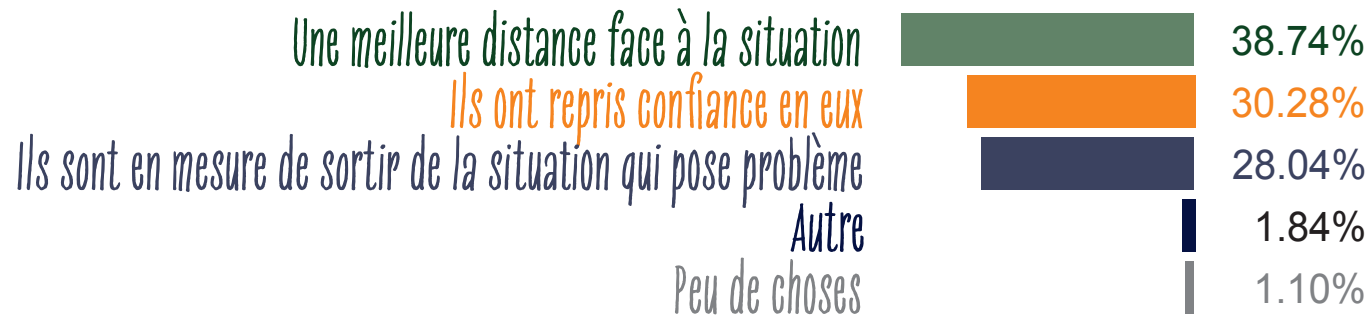 Une meilleure distance face à la situation 38.74%
Ils ont repris confiance en eux 30.28%
Ils sont en mesure de sortir de la situation qui pose problème 28.04%
Autre 1.84%
Peu de choses 1.10%